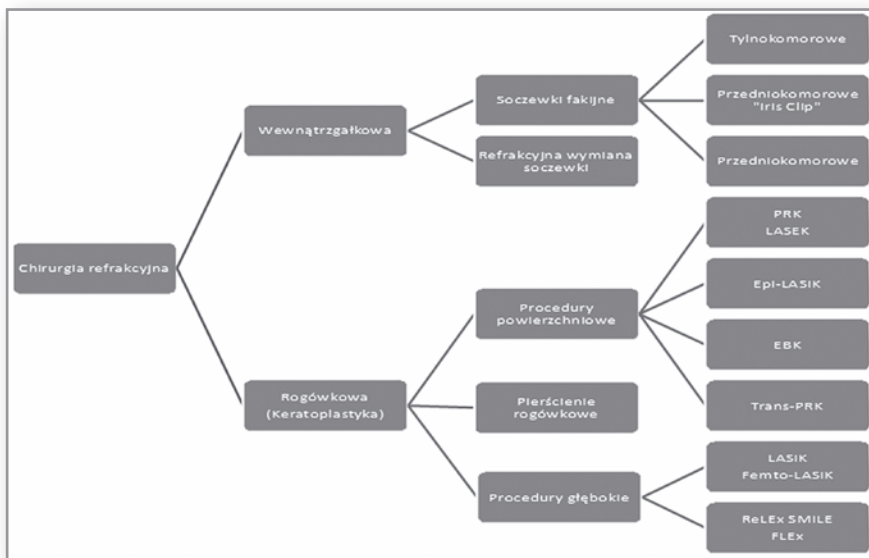 Tylnokomorowe
Soczewki fakijne
Przedniokomorowe
"Iris Clip"
Wewnątrzgałkowa
Refrakcyjna wymiana
soczewki
Przedniokomorowe
PRK
LASEK
Chirurgia refrakcyjna
Epi-LASIK
Procedury
powierzchniowe
EBK
Rogówkowa
(Keratoplastyka)
Pierścienie
rogówkowe
Trans-PRK
LASIK
Femto-LASIK
Procedury głębokie
ReLEx SMILE
FLEx